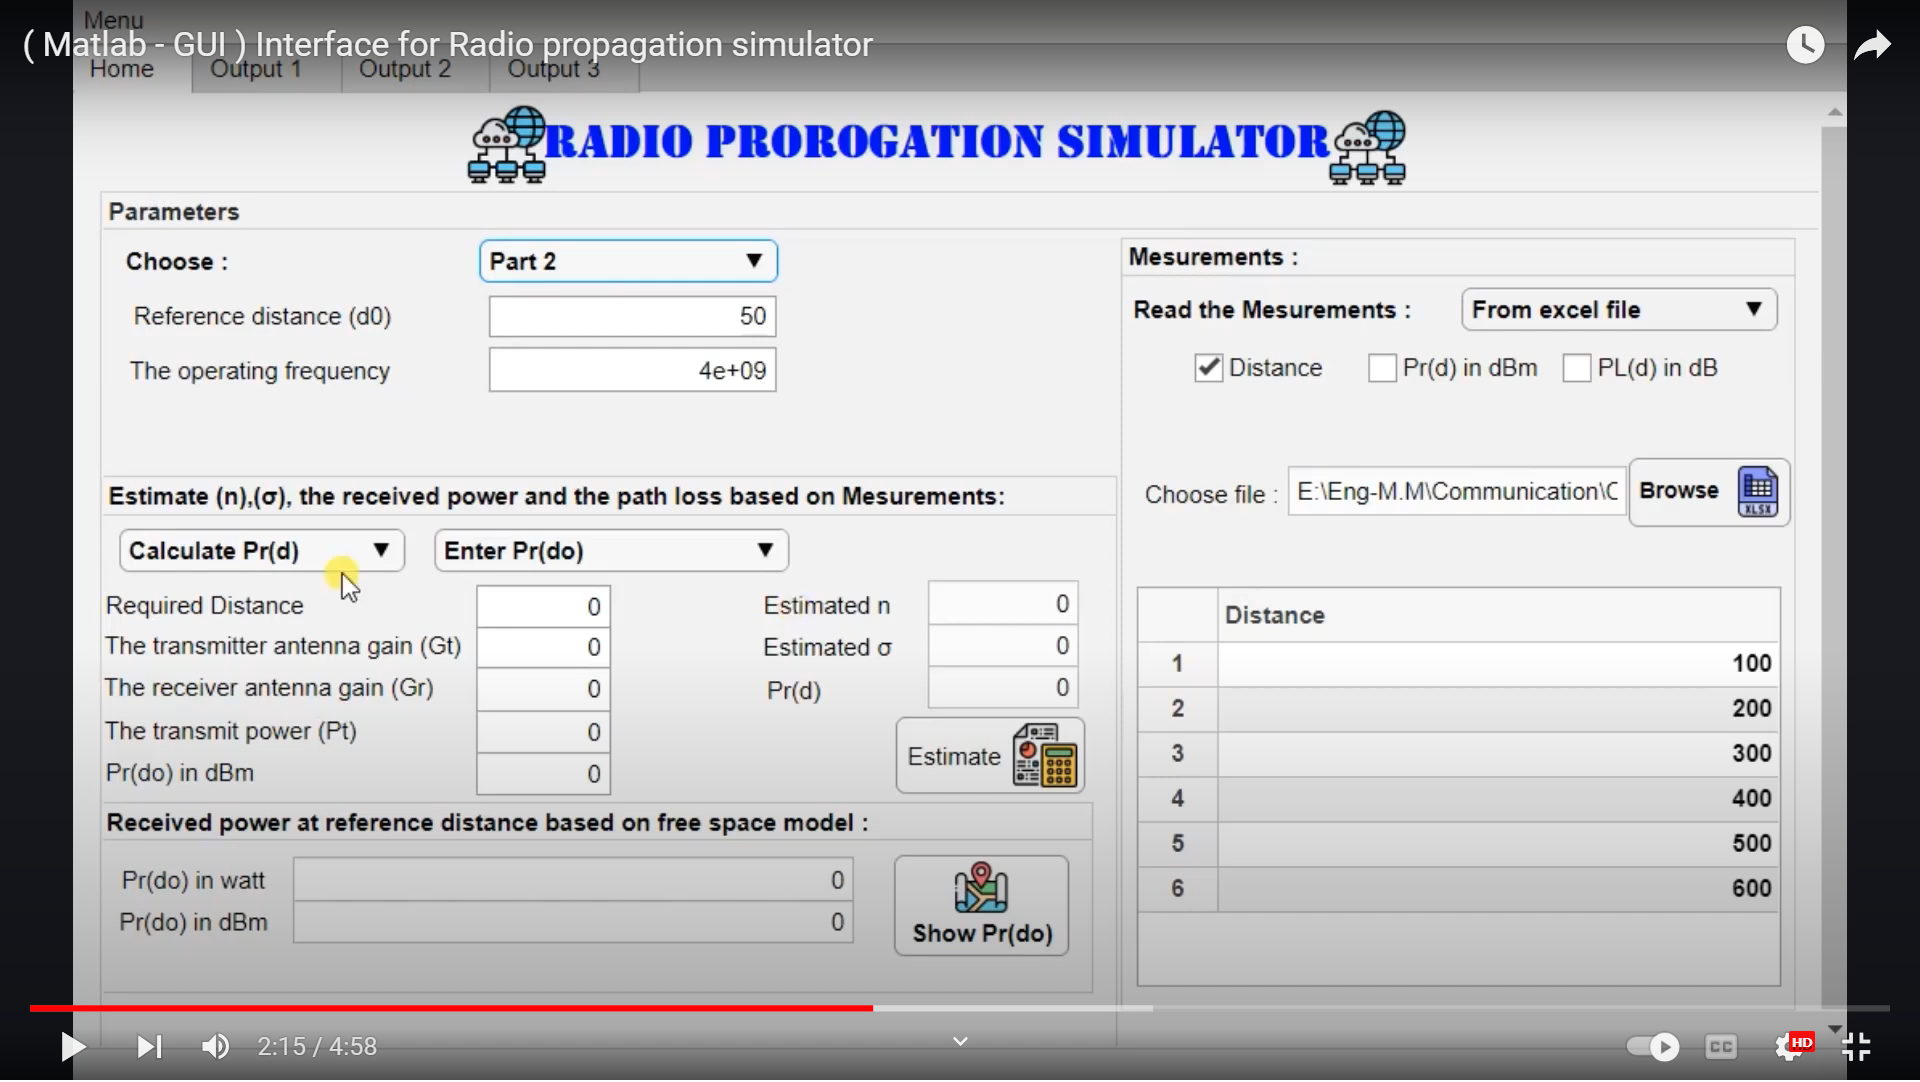 Menu
( Matlab - GUI ) Interface for Radio propagation simulator
Home Output 1 Output 2 Output 3
RADIO PROROGATION SIMULATOR
Parameters
Choose : Part 2
Reference distance (d0) 50
The operating frequency 4e+09
Mesurements :
Read the Mesurements : From excel file
Distance Pr(d) in dBm PL(d) in dB
Choose file : E:\Eng-M.M\Communication\C Browse XLSX
Estimate (n),(σ), the received power and the path loss based on Mesurements:
Calculate Pr(d) Enter Pr(do)
Required Distance 0 Estimated n 0
The transmitter antenna gain (Gt) 0 Estimated σ 0
The receiver antenna gain (Gr) 0 Pr(d) 0
The transmit power (Pt) 0
Pr(do) in dBm 0
Estimate
Received power at reference distance based on free space model :
Pr(do) in watt 0
Pr(do) in dBm 0
Show Pr(do)
Distance
1 100
2 200
3 300
4 400
5 500
6 600
2:15 / 4:58
CC HD